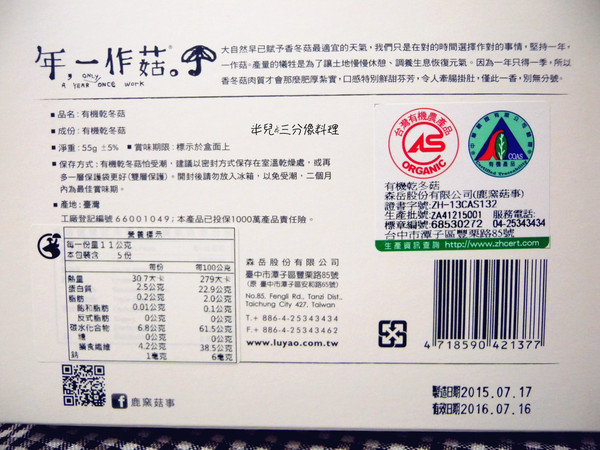 年，一作菇。
ONLY
A YEAR ONCE WORK
大自然早已賦予香冬菇最適宜的天氣，我們只是在對的時間選擇作對的事情，堅持一年，
一作菇。產量的犧牲是為了讓土地慢慢休憩、調養生息恢復元氣。因為一年只得一季，所以
香冬菇肉質才會那麼肥厚紮實，口感特別鮮甜芬芳，令人牽腸掛肚，僅此一香，別無分號。
▪ 品名：有機乾冬菇
▪ 成份：有機乾冬菇
▪ 淨重：55g ±5% ▪ 賞味期限：標示於盒面上
▪ 保存方式：有機乾冬菇怕受潮，建議以密封方式保存在室溫乾燥處，或再
多一層保護袋更好(雙層保護)。開封後請勿放入冰箱，以免受潮，二個月
內為最佳賞味期。
▪ 產地：臺灣
工廠登記編號66001049；本產品已投保1000萬產品責任險。
半兒の三分像料理
台灣有機農產品
CAS
ORGANIC
COAS
有機產品
有機乾冬菇
森岳股份有限公司(鹿窯菇事)
證書字號:ZH-13CAS132
生產批號:ZA41215001 服務電話:
標章編號:68530272 04-25343434
台中市潭子區豐栗路85號
生產資訊查詢 http://www.zhcert.com
營養標示
每一份量11公克
本包裝含 5份
每份 每100公克
熱量 30.7大卡 279大卡
蛋白質 2.5公克 22.9公克
脂肪 0.2公克 2.0公克
飽和脂肪 0.01公克 0.1公克
反式脂肪 0公克 0公克
碳水化合物 6.8公克 61.5公克
糖 0公克 0公克
膳食纖維 4.2公克 38.5公克
鈉 1毫克 6毫克
森岳股份有限公司
臺中市潭子區豐栗路85號
(原 臺中市潭子區安和路65號)
No.85, Fengli Rd., Tanzi Dist.,
Taichung City 427, Taiwan
T.+ 886-4-25343434
F.+ 886-4-25343462
www.luyao.com.tw
4 718590 421377
鹿窯菇事
製造日期2015.07.17
有效日期2016.07.16